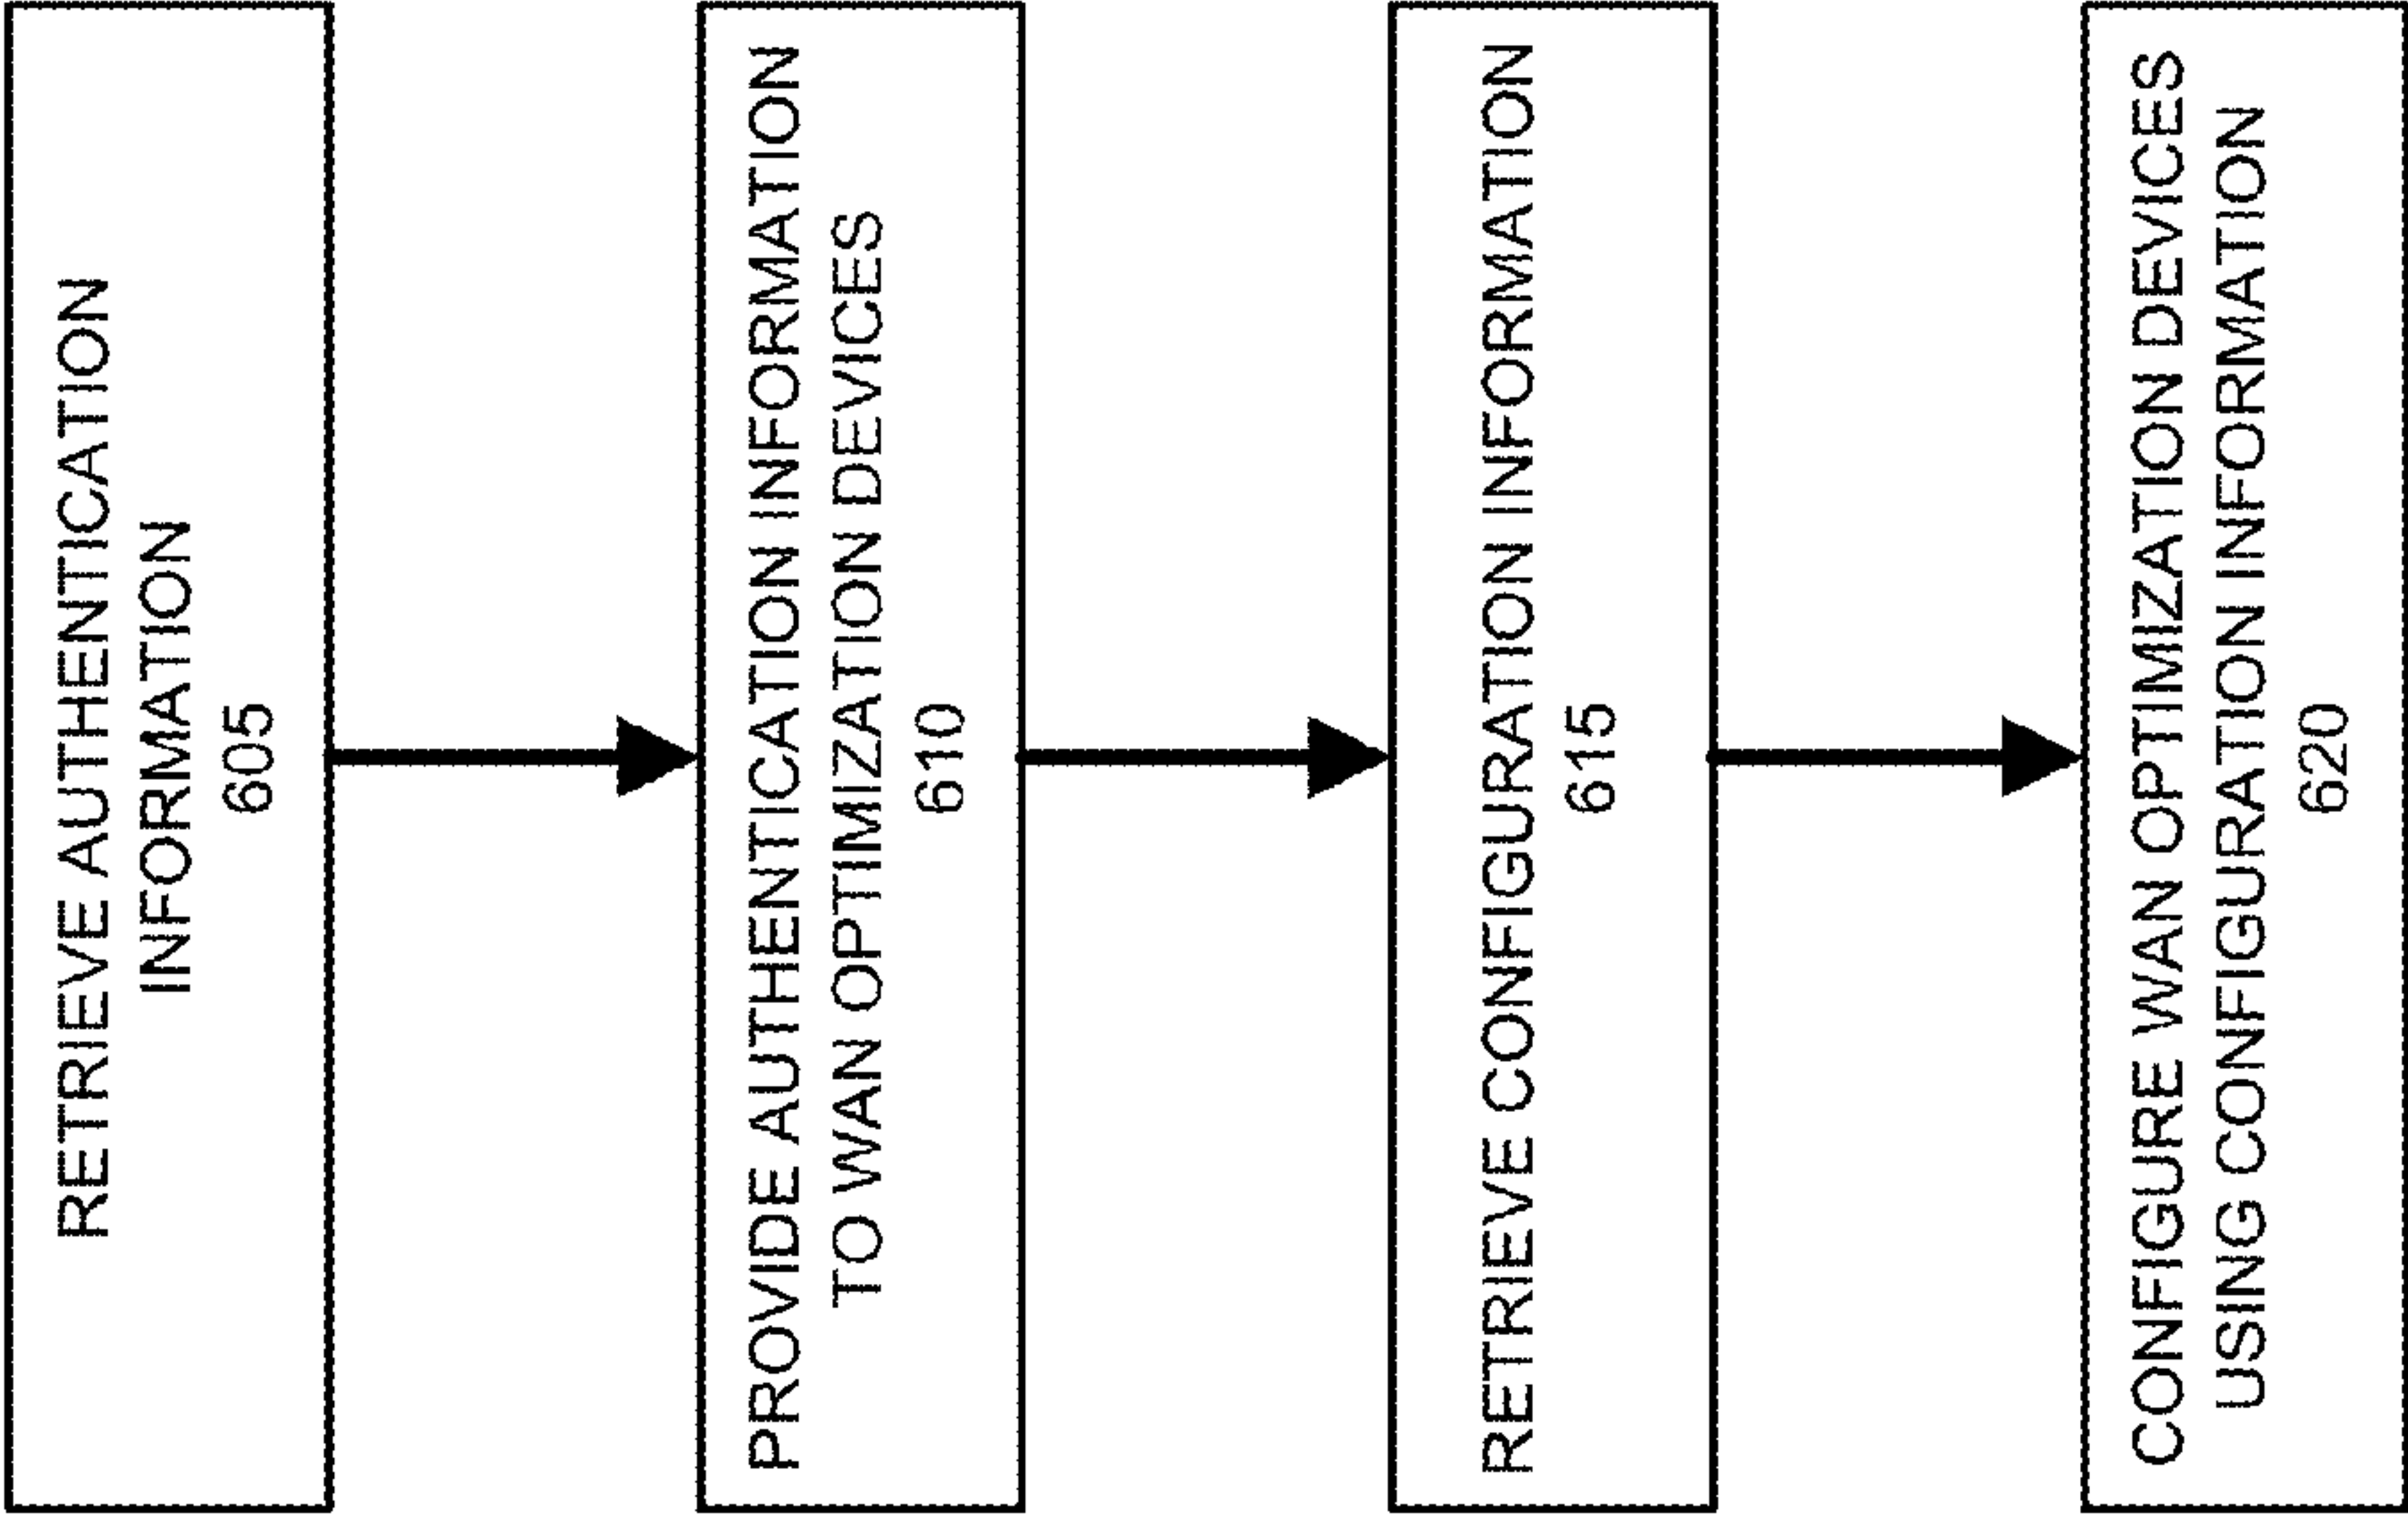 RETRIEVE AUTHENTICATION
INFORMATION
605
PROVIDE AUTHENTICATION INFORMATION
TO WAN OPTIMIZATION DEVICES
610
RETRIEVE CONFIGURATION INFORMATION
615
CONFIGURE WAN OPTIMIZATION DEVICES
USING CONFIGURATION INFORMATION
620